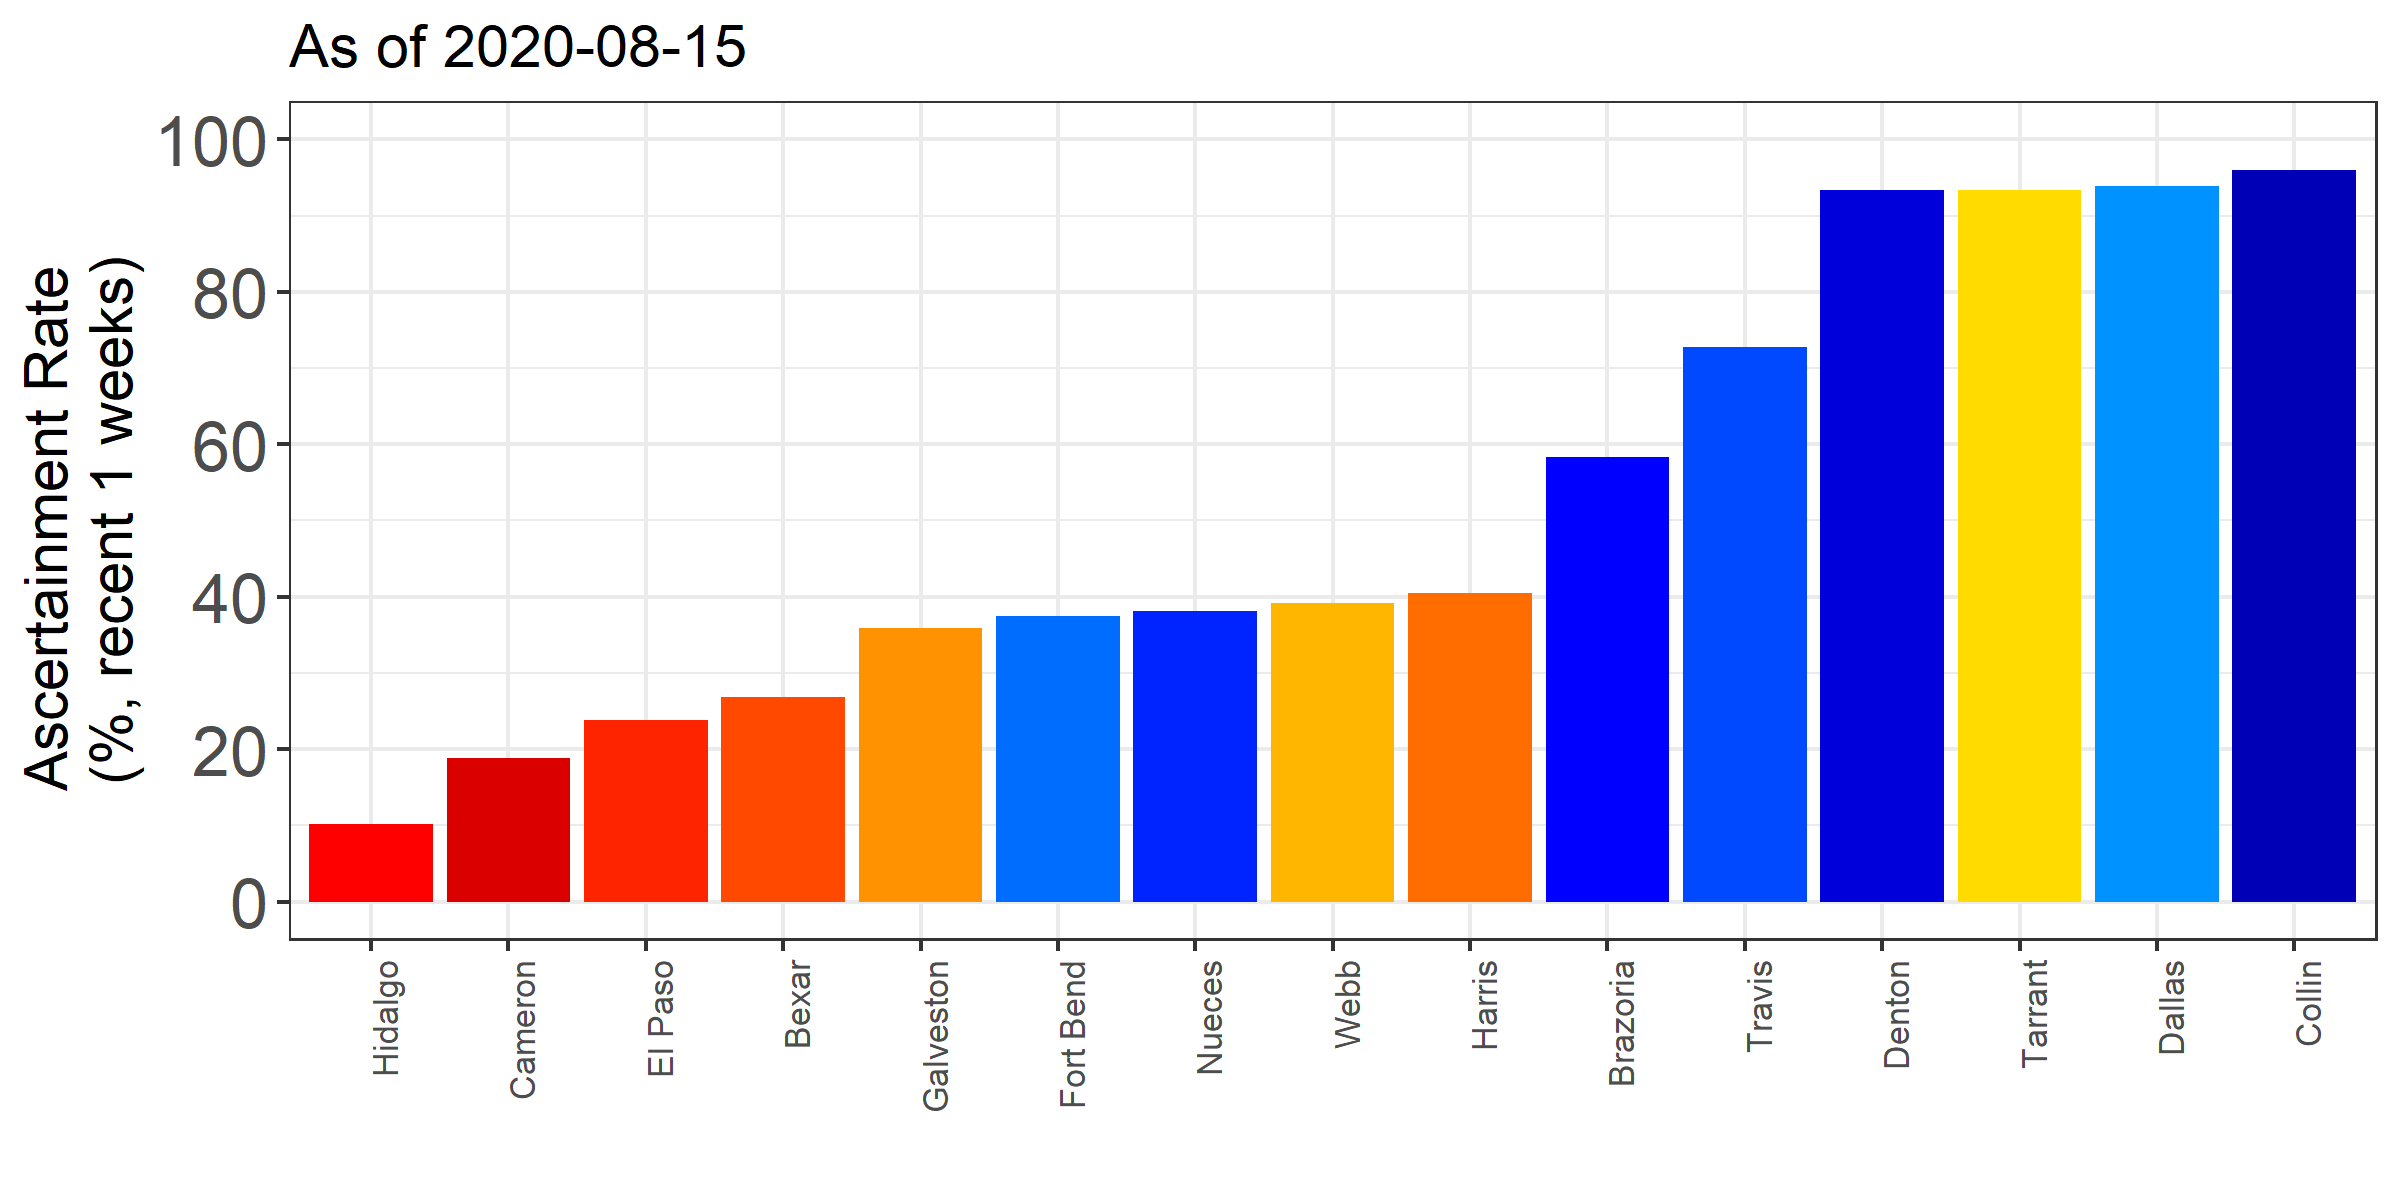 As of 2020-08-15
Ascertainment Rate
(%, recent 1 weeks)
100
80
60
40
20
0
Hidalgo
Cameron
El Paso
Bexar
Galveston
Fort Bend
Nueces
Webb
Harris
Brazoria
Travis
Denton
Tarrant
Dallas
Collin